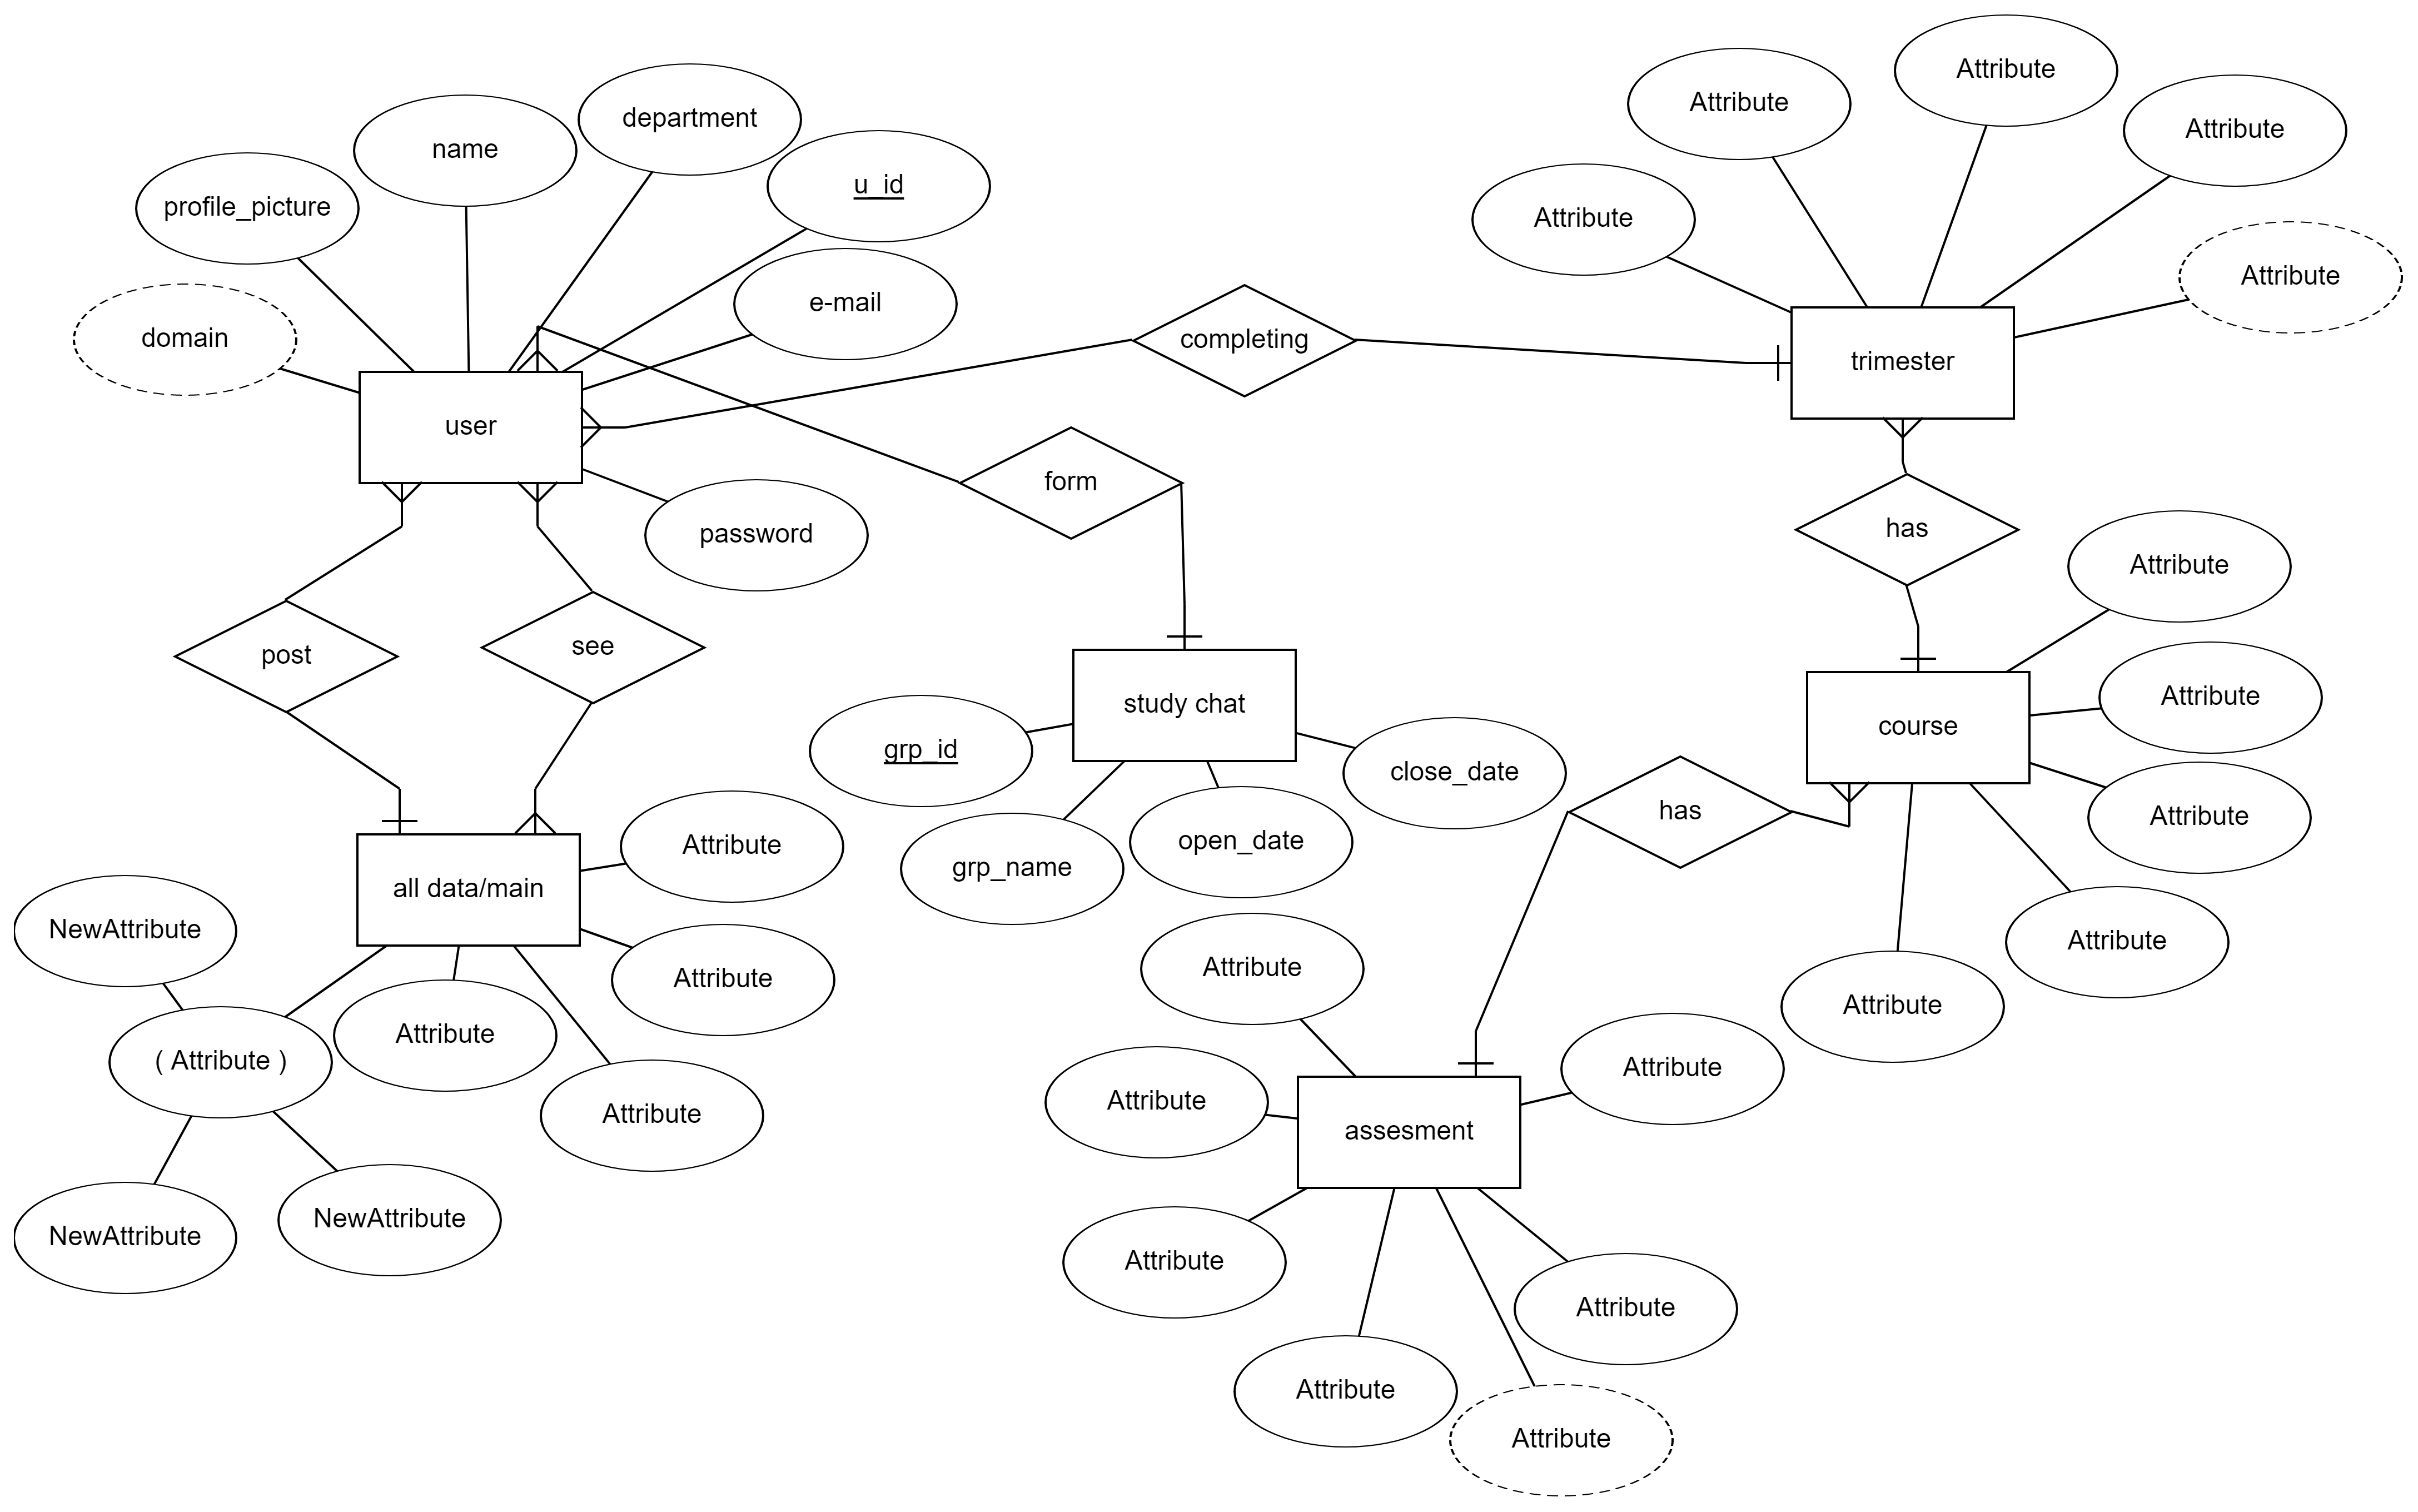 Attribute
Attribute
department
Attribute
name
u_id
profile_picture
Attribute
Attribute
e-mail
domain
completing
trimester
user
form
has
password
Attribute
see
post
Attribute
study chat
course
grp_id
close_date
has
Attribute
open_date
Attribute
grp_name
all data/main
NewAttribute
Attribute
Attribute
Attribute
Attribute
Attribute
( Attribute )
Attribute
Attribute
Attribute
assesment
NewAttribute
NewAttribute
Attribute
Attribute
Attribute
Attribute